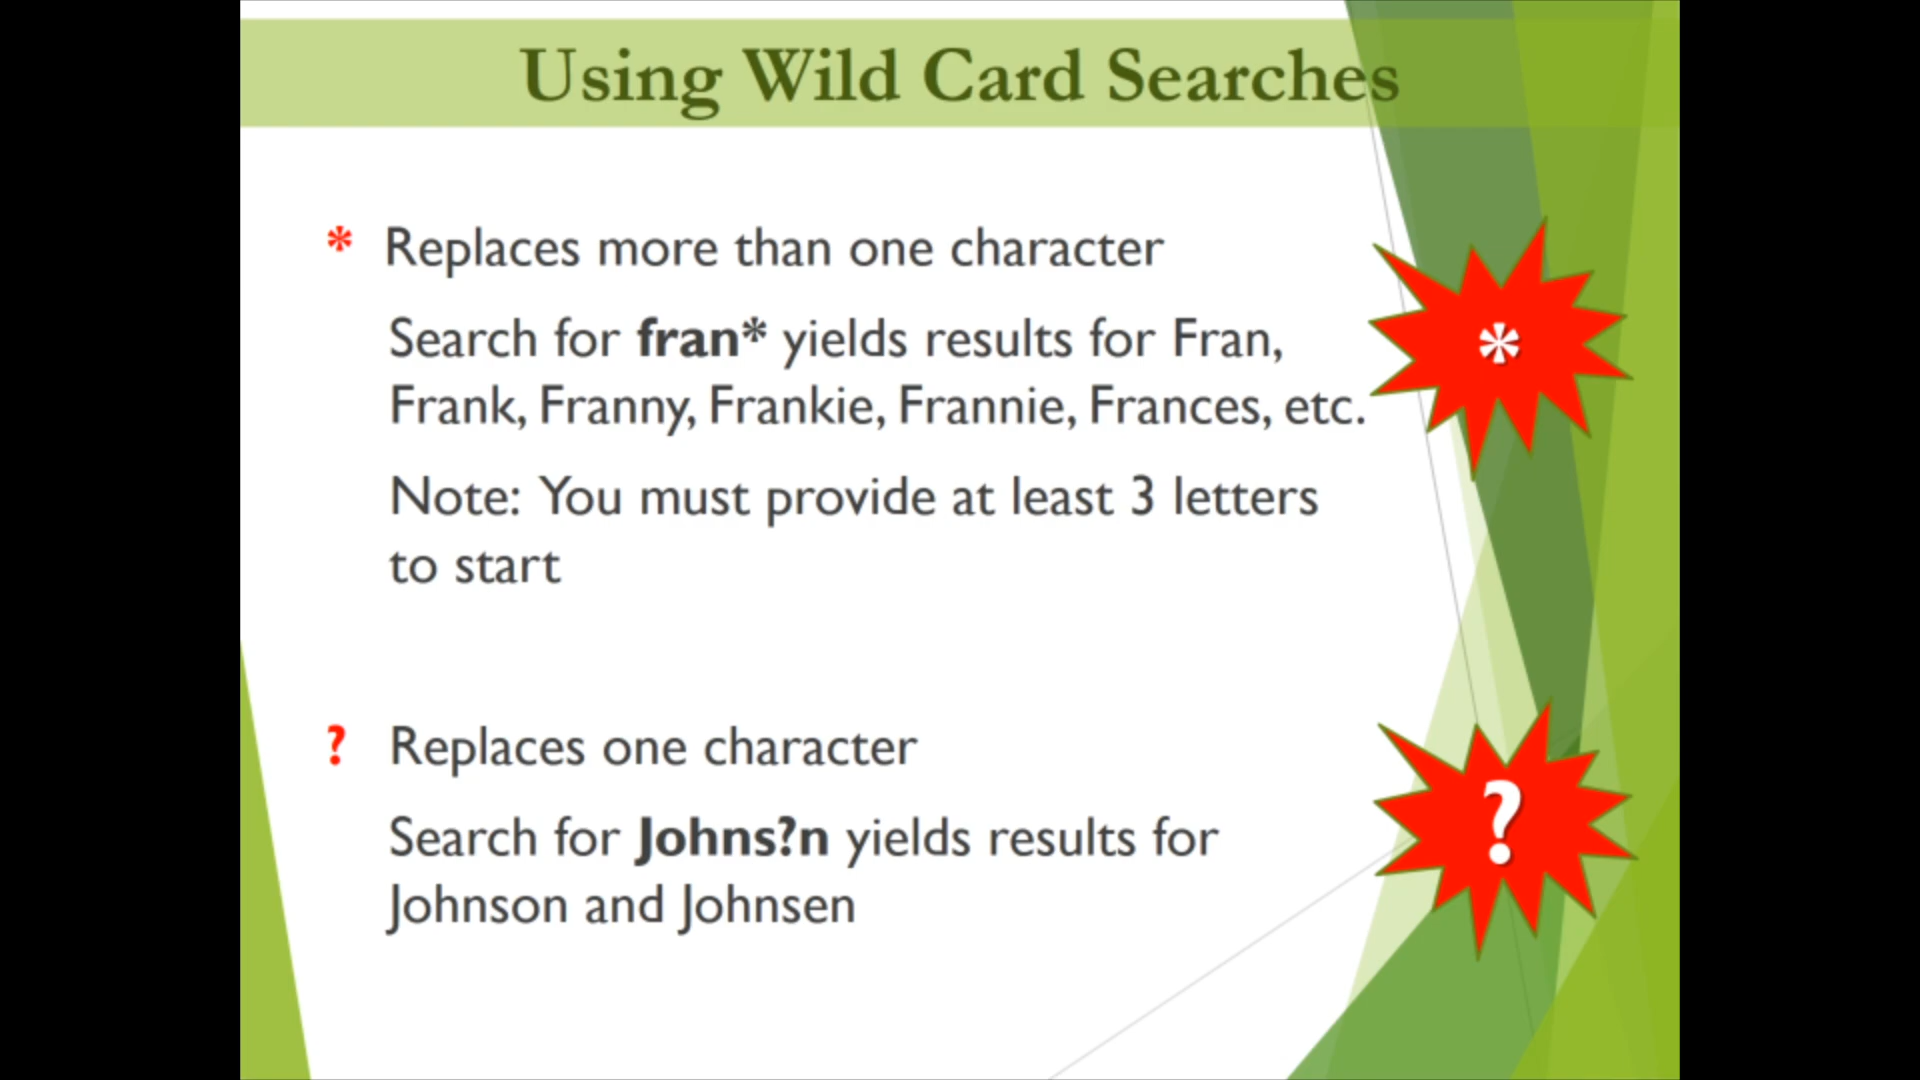 Using Wild Card Searches
* Replaces more than one character
Search for fran* yields results for Fran,
Frank, Franny, Frankie, Frannie, Frances, etc.
*
Note: You must provide at least 3 letters
to start
? Replaces one character
Search for Johns?n yields results for
Johnson and Johnsen
?